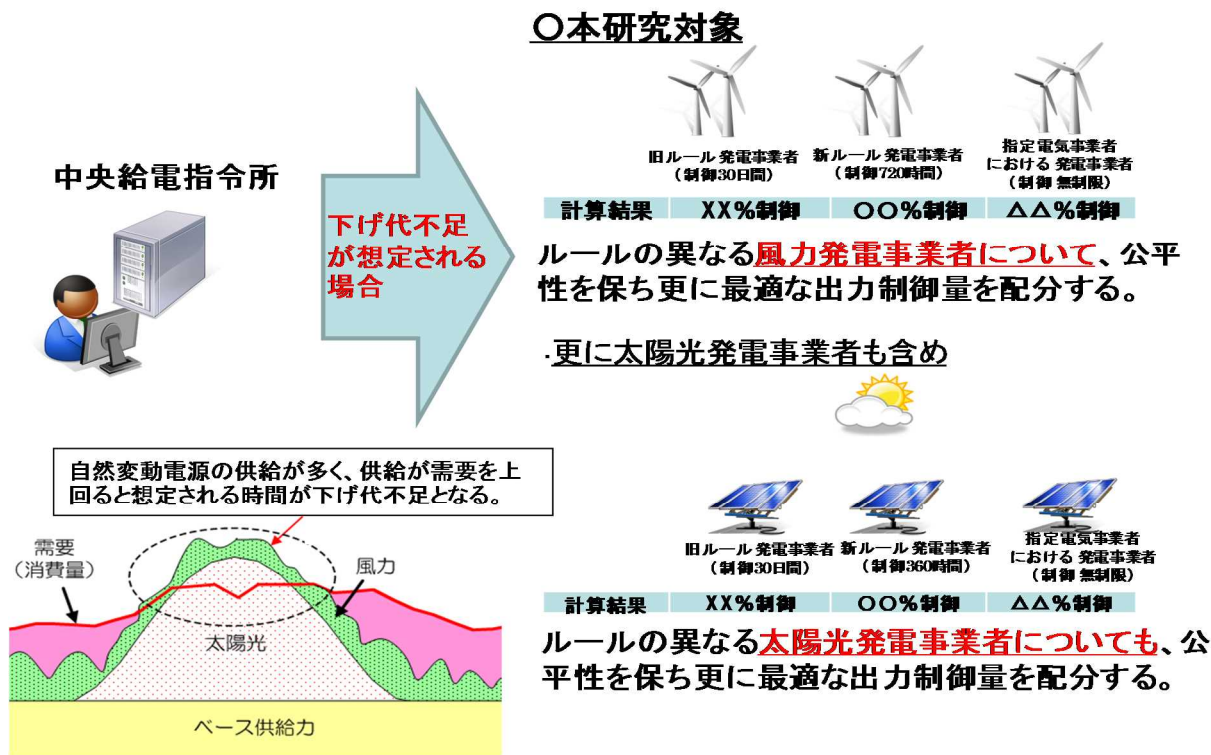 〇本研究対象
中央給電指令所
下げ代不足
が想定される
場合
旧ルール発電事業者
（制御30日間）
新ルール発電事業者
（制御720時間）
指定電気事業者
における 発電事業者
（制御 無制限）
計算結果 XX%制御 〇〇%制御 △△%制御
ルールの異なる風力発電事業者について、公平
性を保ち更に最適な出力制御量を配分する。
・更に太陽光発電事業者も含め
自然変動電源の供給が多く、供給が需要を上
回ると想定される時間が下げ代不足となる。
需要
（消費量）
風力
太陽光
ベース供給力
旧ルール発電事業者
（制御30日間）
新ルール発電事業者
（制御360時間）
指定電気事業者
における 発電事業者
（制御 無制限）
計算結果 XX%制御 〇〇%制御 △△%制御
ルールの異なる太陽光発電事業者についても、公
平性を保ち更に最適な出力制御量を配分する。